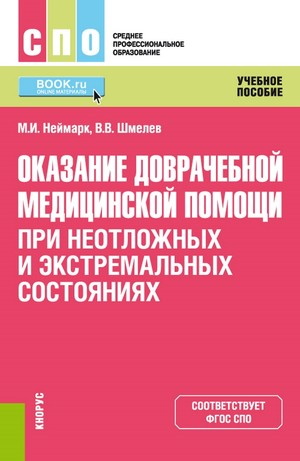 СПО
СРЕДНЕЕ
ПРОФЕССИОНАЛЬНОЕ
ОБРАЗОВАНИЕ
BOOK.ru
ONLINE МАТЕРИАЛЫ
УЧЕБНОЕ
ПОСОБИЕ
М.И. Неймарк, В.В. Шмелев
ОКАЗАНИЕ ДОВРАЧЕБНОЙ
МЕДИЦИНСКОЙ ПОМОЩИ
ПРИ НЕОТЛОЖНЫХ
И ЭКСТРЕМАЛЬНЫХ
СОСТОЯНИЯХ
КНОРУС
СООТВЕТСТВУЕТ
ФГОС СПО